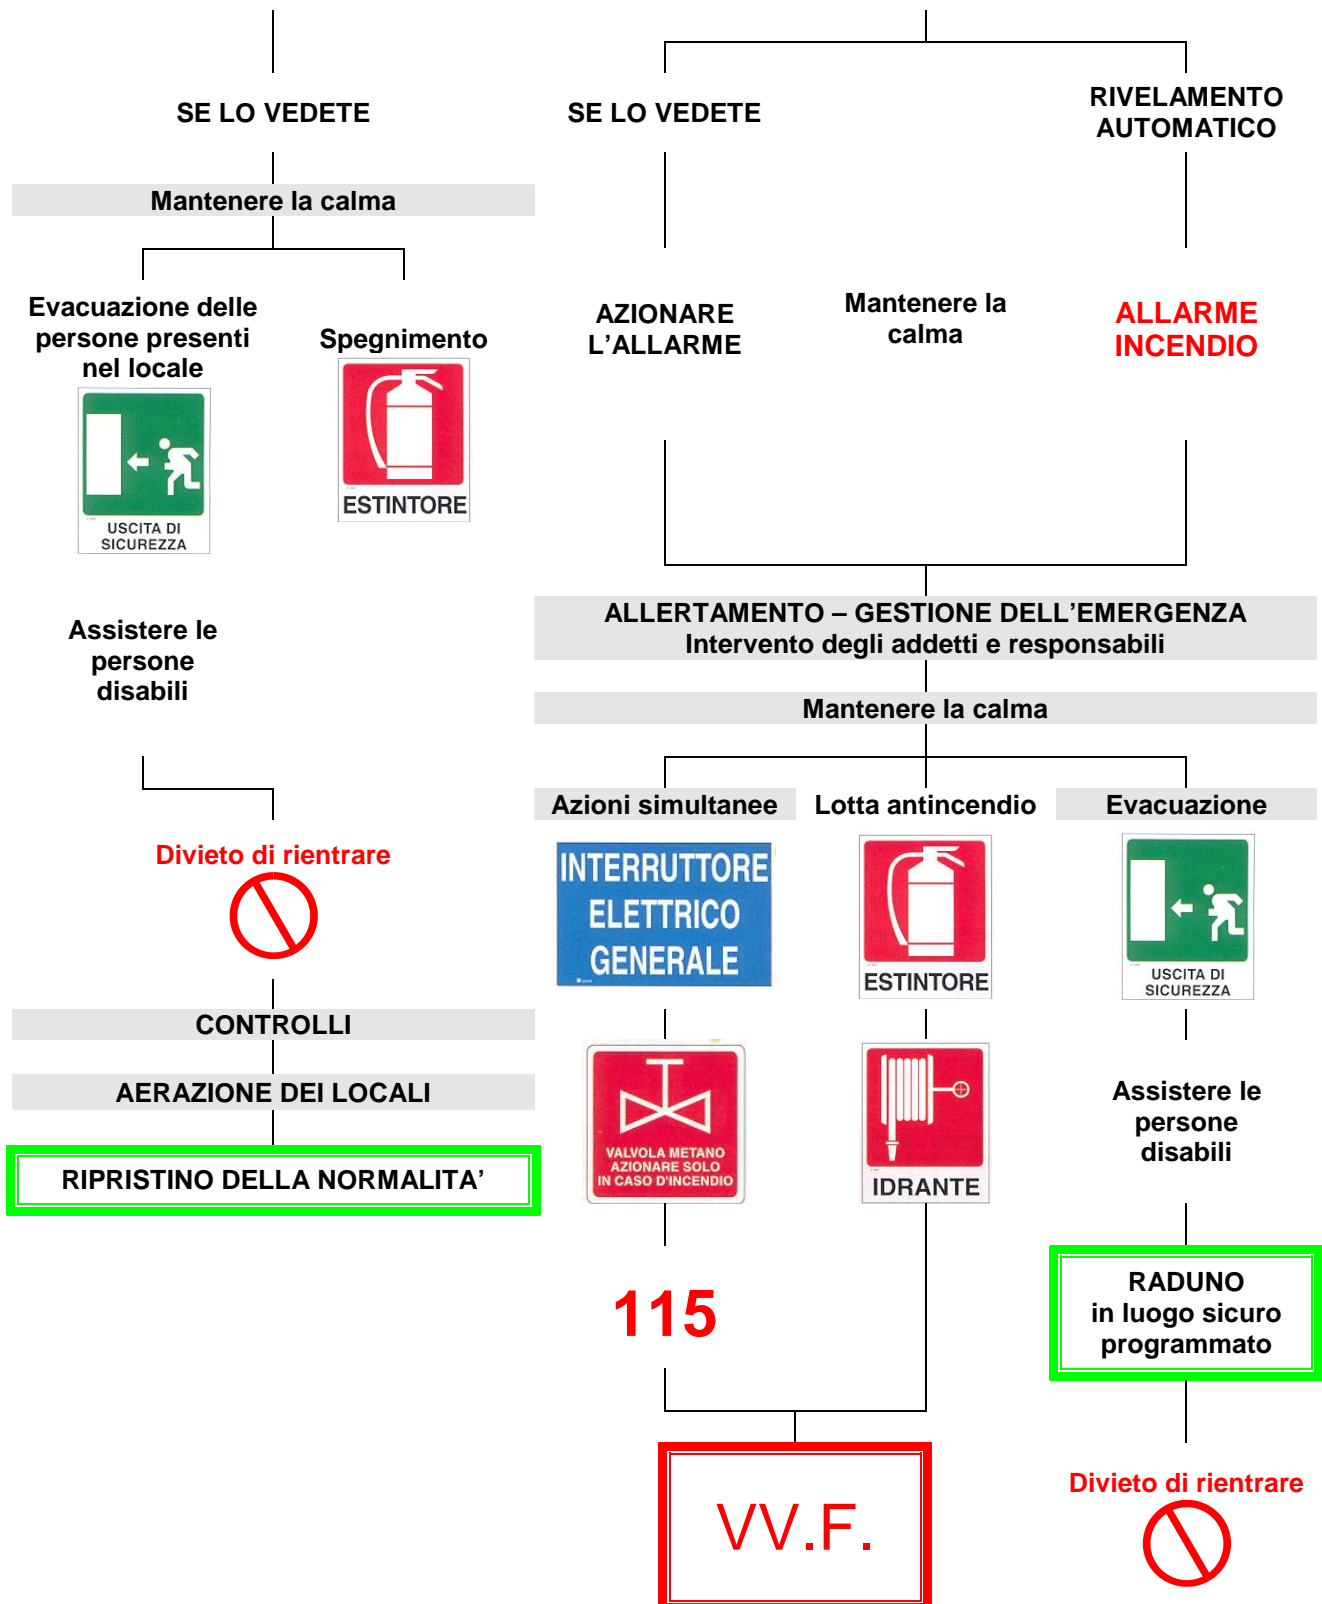 SE LO VEDETE
Mantenere la calma
Evacuazione delle
persone presenti
nel locale
USCITA DI
SICUREZZA
Spegnimento
ESTINTORE
Assistere le
persone
disabili
Divieto di rientrare
CONTROLLI
AERAZIONE DEI LOCALI
RIPRISTINO DELLA NORMALITA’
SE LO VEDETE
RIVELAMENTO
AUTOMATICO
AZIONARE
L’ALLARME
Mantenere la
calma
ALLARME
INCENDIO
ALLERTAMENTO – GESTIONE DELL’EMERGENZA
Intervento degli addetti e responsabili
Mantenere la calma
Azioni simultanee
INTERRUTTORE
ELETTRICO
GENERALE
VALVOLA METANO
AZIONARE SOLO
IN CASO D'INCENDIO
115
Lotta antincendio
ESTINTORE
IDRANTE
VV.F.
Evacuazione
USCITA DI
SICUREZZA
Assistere le
persone
disabili
RADUNO
in luogo sicuro
programmato
Divieto di rientrare